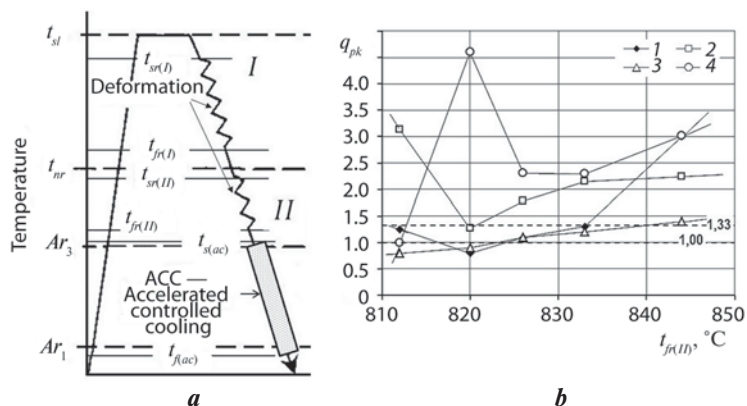 Temperature
t_sl
t_sr(I)
I
Deformation
t_fr(I)
t_nr
t_sr(II)
II
t_fr(II)
Ar_3
t_s(ac)
ACC —
Accelerated
controlled
cooling
Ar_1
t_f(ac)
a
q_pk
4.5
4.0
3.5
3.0
2.5
2.0
1.5
1.0
0.5
0
1
2
3
4
1,33
1,00
810
820
830
840
850
t_fr(II), °C
b